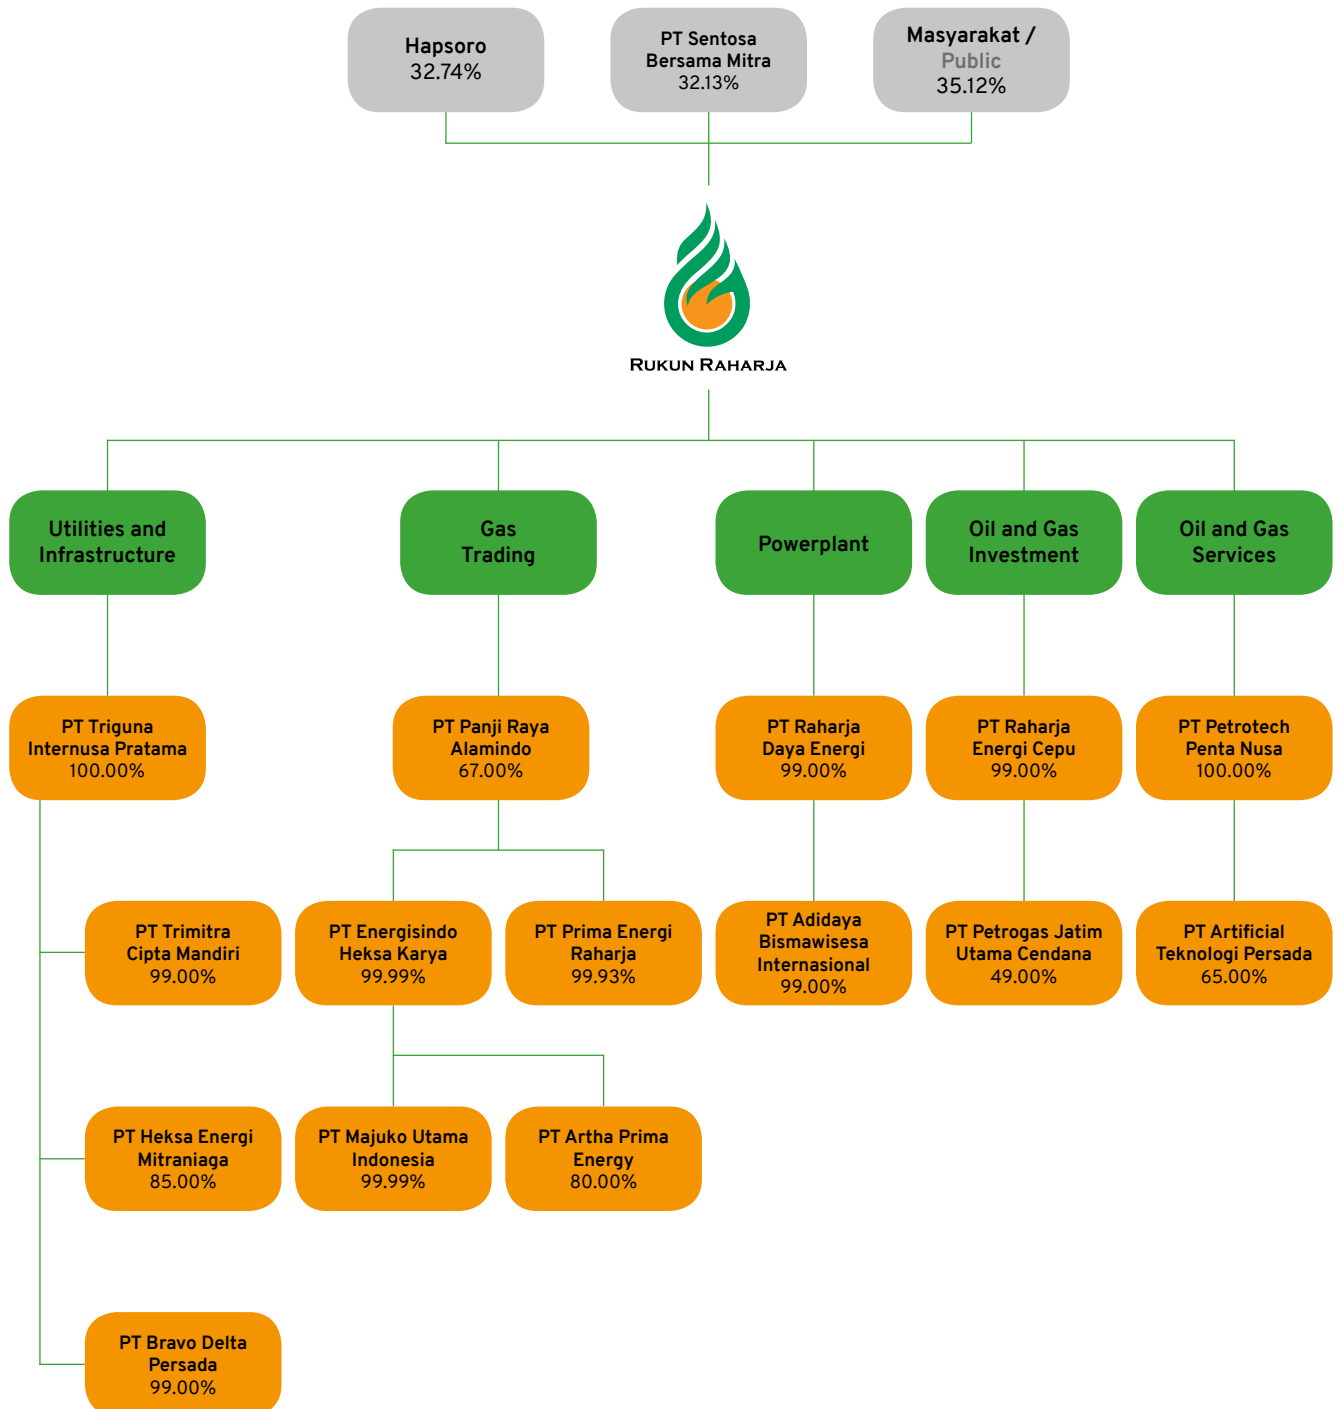 Hapsoro
32.74%
PT Sentosa
Bersama Mitra
32.13%
Masyarakat /
Public
35.12%
RUKUN RAHARJA
Utilities and
Infrastructure
Gas
Trading
Powerplant
Oil and Gas
Investment
Oil and Gas
Services
PT Triguna
Internusa Pratama
100.00%
PT Panji Raya
Alamindo
67.00%
PT Raharja
Daya Energi
99.00%
PT Raharja
Energi Cepu
99.00%
PT Petrotech
Penta Nusa
100.00%
PT Trimitra
Cipta Mandiri
99.00%
PT Energisindo
Heksa Karya
99.99%
PT Prima Energi
Raharja
99.93%
PT Adidaya
Bismawisesa
Internasional
99.00%
PT Petrogas Jatim
Utama Cendana
49.00%
PT Artificial
Teknologi Persada
65.00%
PT Heksa Energi
Mitraniaga
85.00%
PT Majuko Utama
Indonesia
99.99%
PT Artha Prima
Energy
80.00%
PT Bravo Delta
Persada
99.00%